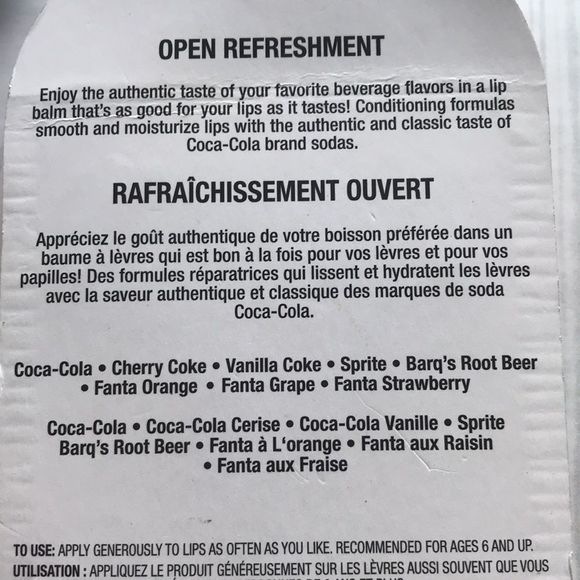 OPEN REFRESHMENT
Enjoy the authentic taste of your favorite beverage flavors in a lip
balm that's as good for your lips as it tastes! Conditioning formulas
smooth and moisturize lips with the authentic and classic taste of
Coca-Cola brand sodas.
RAFRAÎCHISSEMENT OUVERT
Appréciez le goût authentique de votre boisson préférée dans un
baume à lèvres qui est bon à la fois pour vos lèvres et pour vos
papilles! Des formules réparatrices qui lissent et hydratent les lèvres
avec la saveur authentique et classique des marques de soda
Coca-Cola.
Coca-Cola • Cherry Coke • Vanilla Coke • Sprite • Barq's Root Beer
• Fanta Orange • Fanta Grape • Fanta Strawberry
Coca-Cola • Coca-Cola Cerise • Coca-Cola Vanille • Sprite
Barq's Root Beer • Fanta à L'orange • Fanta aux Raisin
• Fanta aux Fraise
TO USE: APPLY GENEROUSLY TO LIPS AS OFTEN AS YOU LIKE. RECOMMENDED FOR AGES 6 AND UP.
UTILISATION : APPLIQUEZ LE PRODUIT GÉNÉREUSEMENT SUR LES LÈVRES AUSSI SOUVENT QUE VOUS